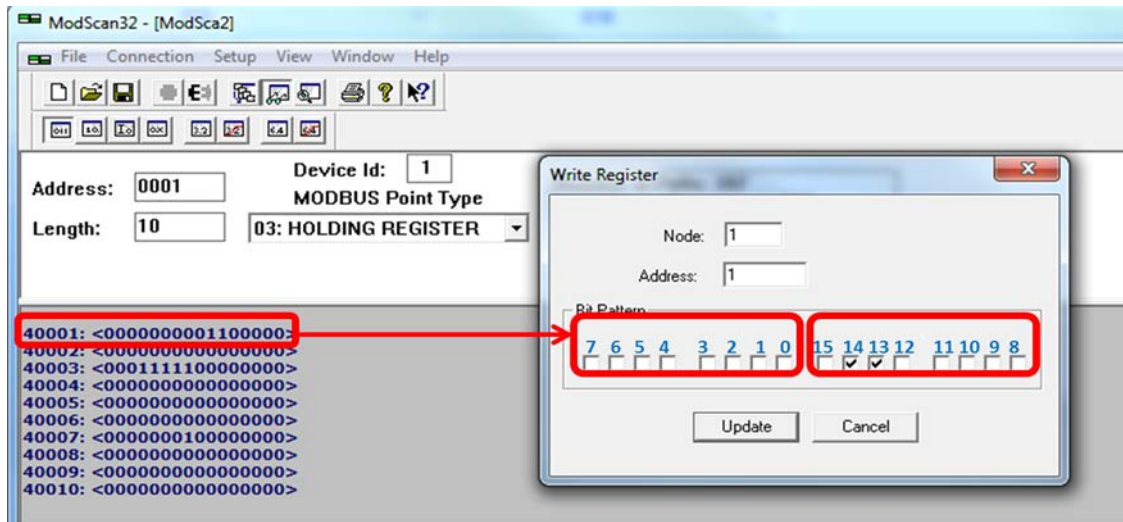 ModScan32 - [ModSca2]
File Connection Setup View Window Help
Address: 0001
Device Id: 1
MODBUS Point Type
Length: 10
03: HOLDING REGISTER
40001: <0000000001100000>
40002: <0000000000000000>
40003: <0001111100000000>
40004: <0000000000000000>
40005: <0000000000000000>
40006: <0000000000000000>
40007: <0000000100000000>
40008: <0000000000000000>
40009: <0000000000000000>
40010: <0000000000000000>
Write Register
Node: 1
Address: 1
Bit Pattern
7 6 5 4 3 2 1 0 15 14 13 12 11 10 9 8
Update Cancel